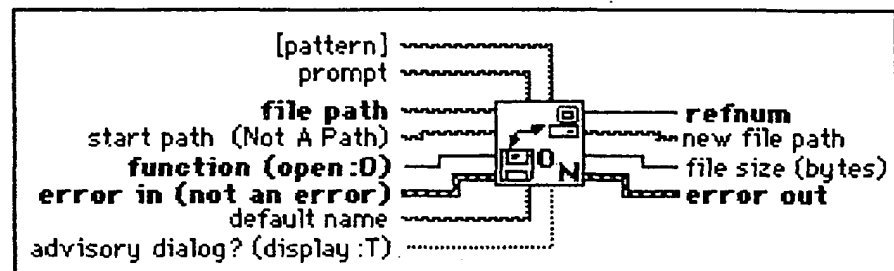 [pattern]
prompt
file path
start path (Not A Path)
function (open:0)
error in (not an error)
default name
advisory dialog? (display:T)
N
refnum
new file path
file size (bytes)
error out